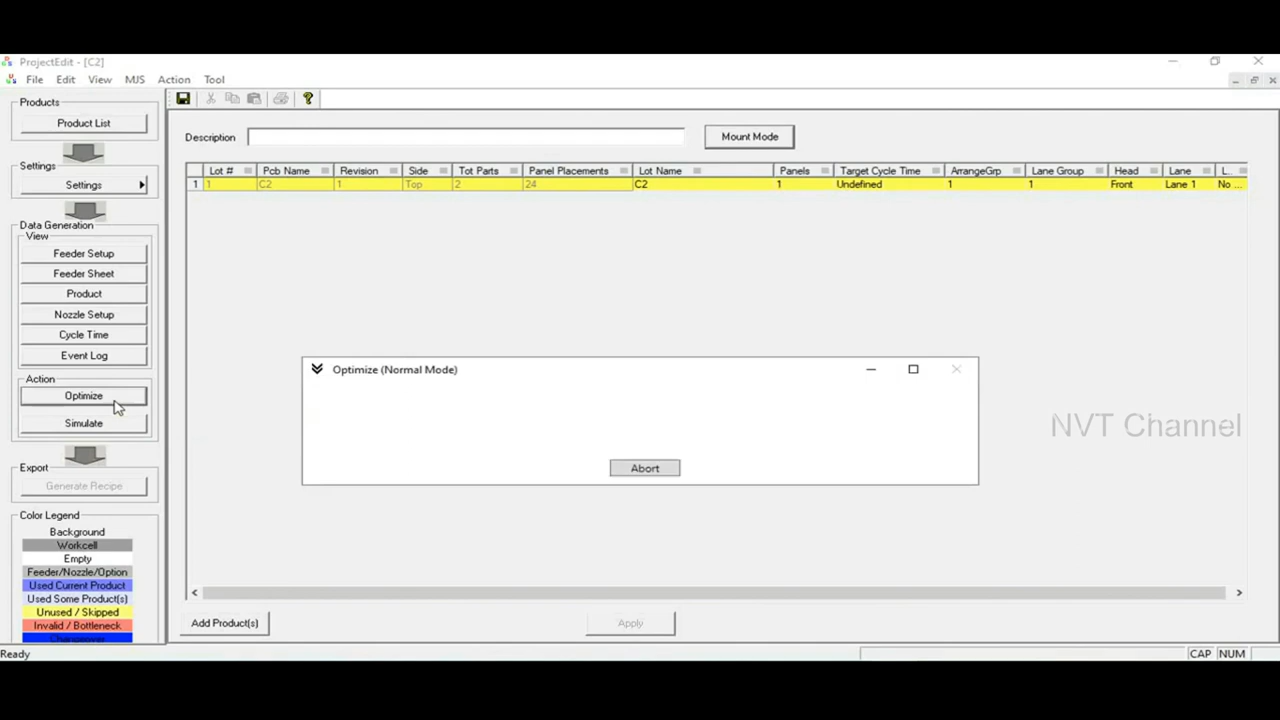 ProjectEdit - [C2]
File Edit View MJS Action Tool
Products
Product List
Settings
Settings
Data Generation
View
Feeder Setup
Feeder Sheet
Product
Nozzle Setup
Cycle Time
Event Log
Action
Optimize
Simulate
Export
Generate Recipe
Color Legend
Background
Workcell
Empty
Feeder/Nozzle/Option
Used Current Product
Used Some Product(s)
Unused / Skipped
Invalid / Bottleneck
Changeover
Description
Mount Mode
Lot # Pcb Name Revision Side Tot Parts Panel Placements Lot Name Panels Target Cycle Time ArrangeGrp Lane Group Head Lane L..
1 1 C2 1 Top 2 24 C2 1 Undefined 1 1 Front Lane 1 No ...
Optimize (Normal Mode)
Abort
NVT Channel
Add Product(s)
Apply
Ready
CAP NUM